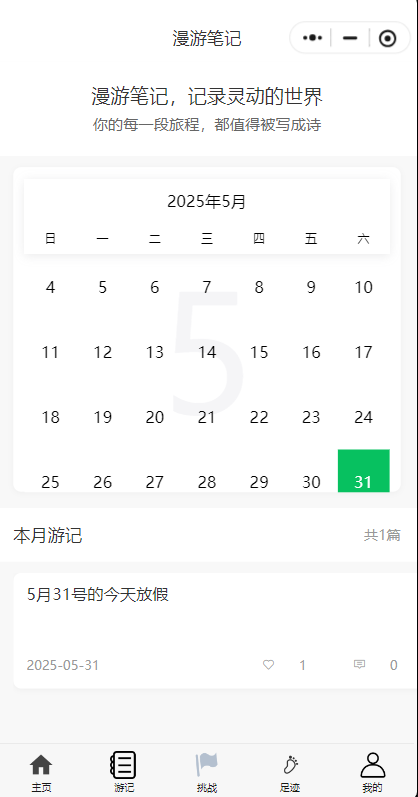 漫游笔记
漫游笔记，记录灵动的世界
你的每一段旅程，都值得被写成诗
2025年5月
日 一 二 三 四 五 六
5
4 5 6 7 8 9 10
11 12 13 14 15 16 17
18 19 20 21 22 23 24
25 26 27 28 29 30 31
本月游记 共1篇
5月31号的今天放假
2025-05-31 1 0
主页 游记 挑战 足迹 我的